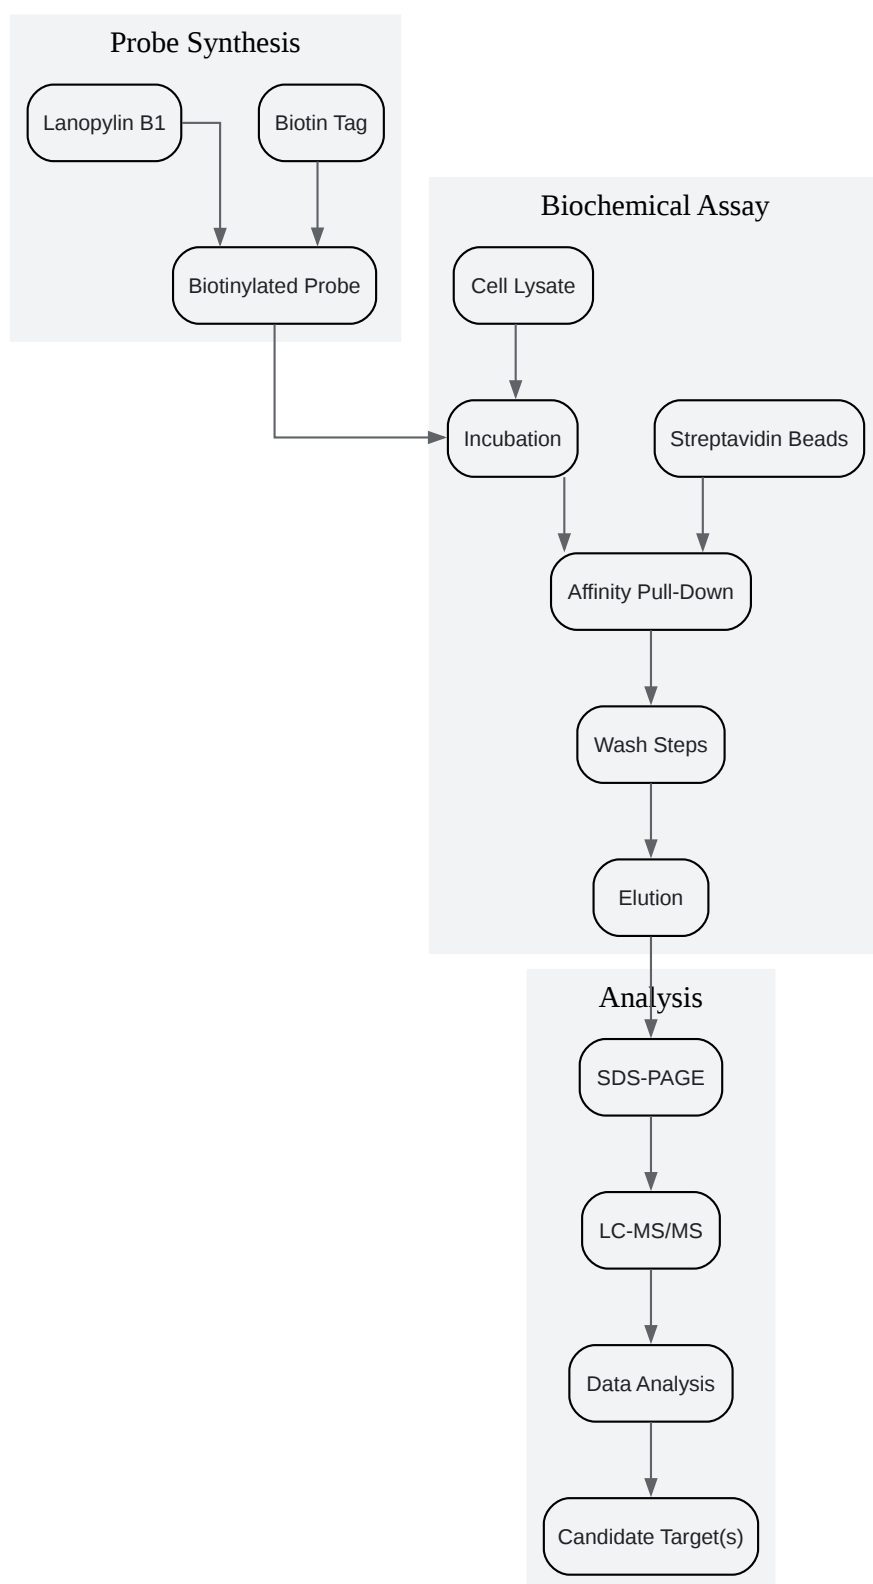 Probe Synthesis
Lanopylin B1
Biotin Tag
Biotinylated Probe
Biochemical Assay
Cell Lysate
Incubation
Streptavidin Beads
Affinity Pull-Down
Wash Steps
Elution
Analysis
SDS-PAGE
LC-MS/MS
Data Analysis
Candidate Target(s)